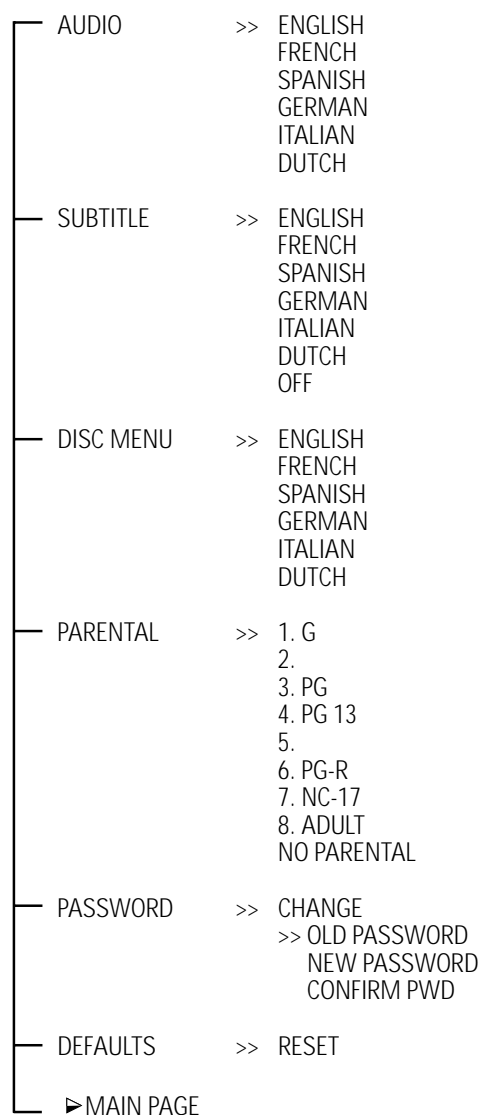 AUDIO >> ENGLISH
FRENCH
SPANISH
GERMAN
ITALIAN
DUTCH
SUBTITLE >> ENGLISH
FRENCH
SPANISH
GERMAN
ITALIAN
DUTCH
OFF
DISC MENU >> ENGLISH
FRENCH
SPANISH
GERMAN
ITALIAN
DUTCH
PARENTAL >> 1. G
2.
3. PG
4. PG 13
5.
6. PG-R
7. NC-17
8. ADULT
NO PARENTAL
PASSWORD >> CHANGE
>> OLD PASSWORD
NEW PASSWORD
CONFIRM PWD
DEFAULTS >> RESET
MAIN PAGE